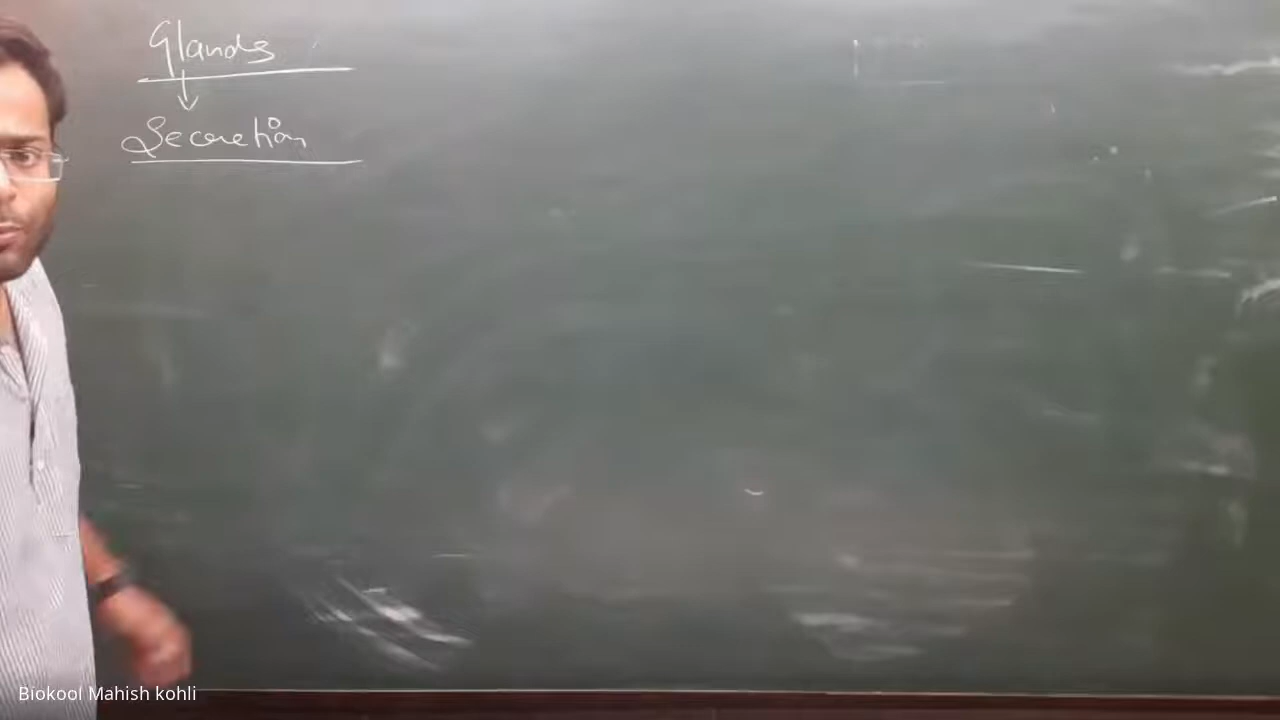 Glands
↓
Secretion
Biokool Mahish kohli